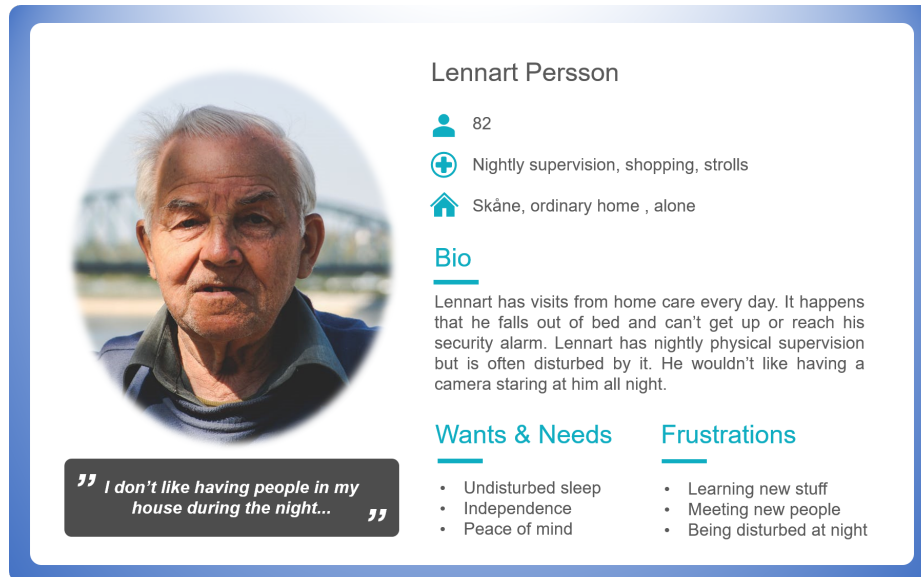 Lennart Persson
82
Nightly supervision, shopping, strolls
Skåne, ordinary home , alone
Bio
Lennart has visits from home care every day. It happens
that he falls out of bed and can't get up or reach his
security alarm. Lennart has nightly physical supervision
but is often disturbed by it. He wouldn't like having a
camera staring at him all night.
Wants & Needs
• Undisturbed sleep
• Independence
• Peace of mind
Frustrations
• Learning new stuff
• Meeting new people
• Being disturbed at night
" I don't like having people in my
house during the night... "